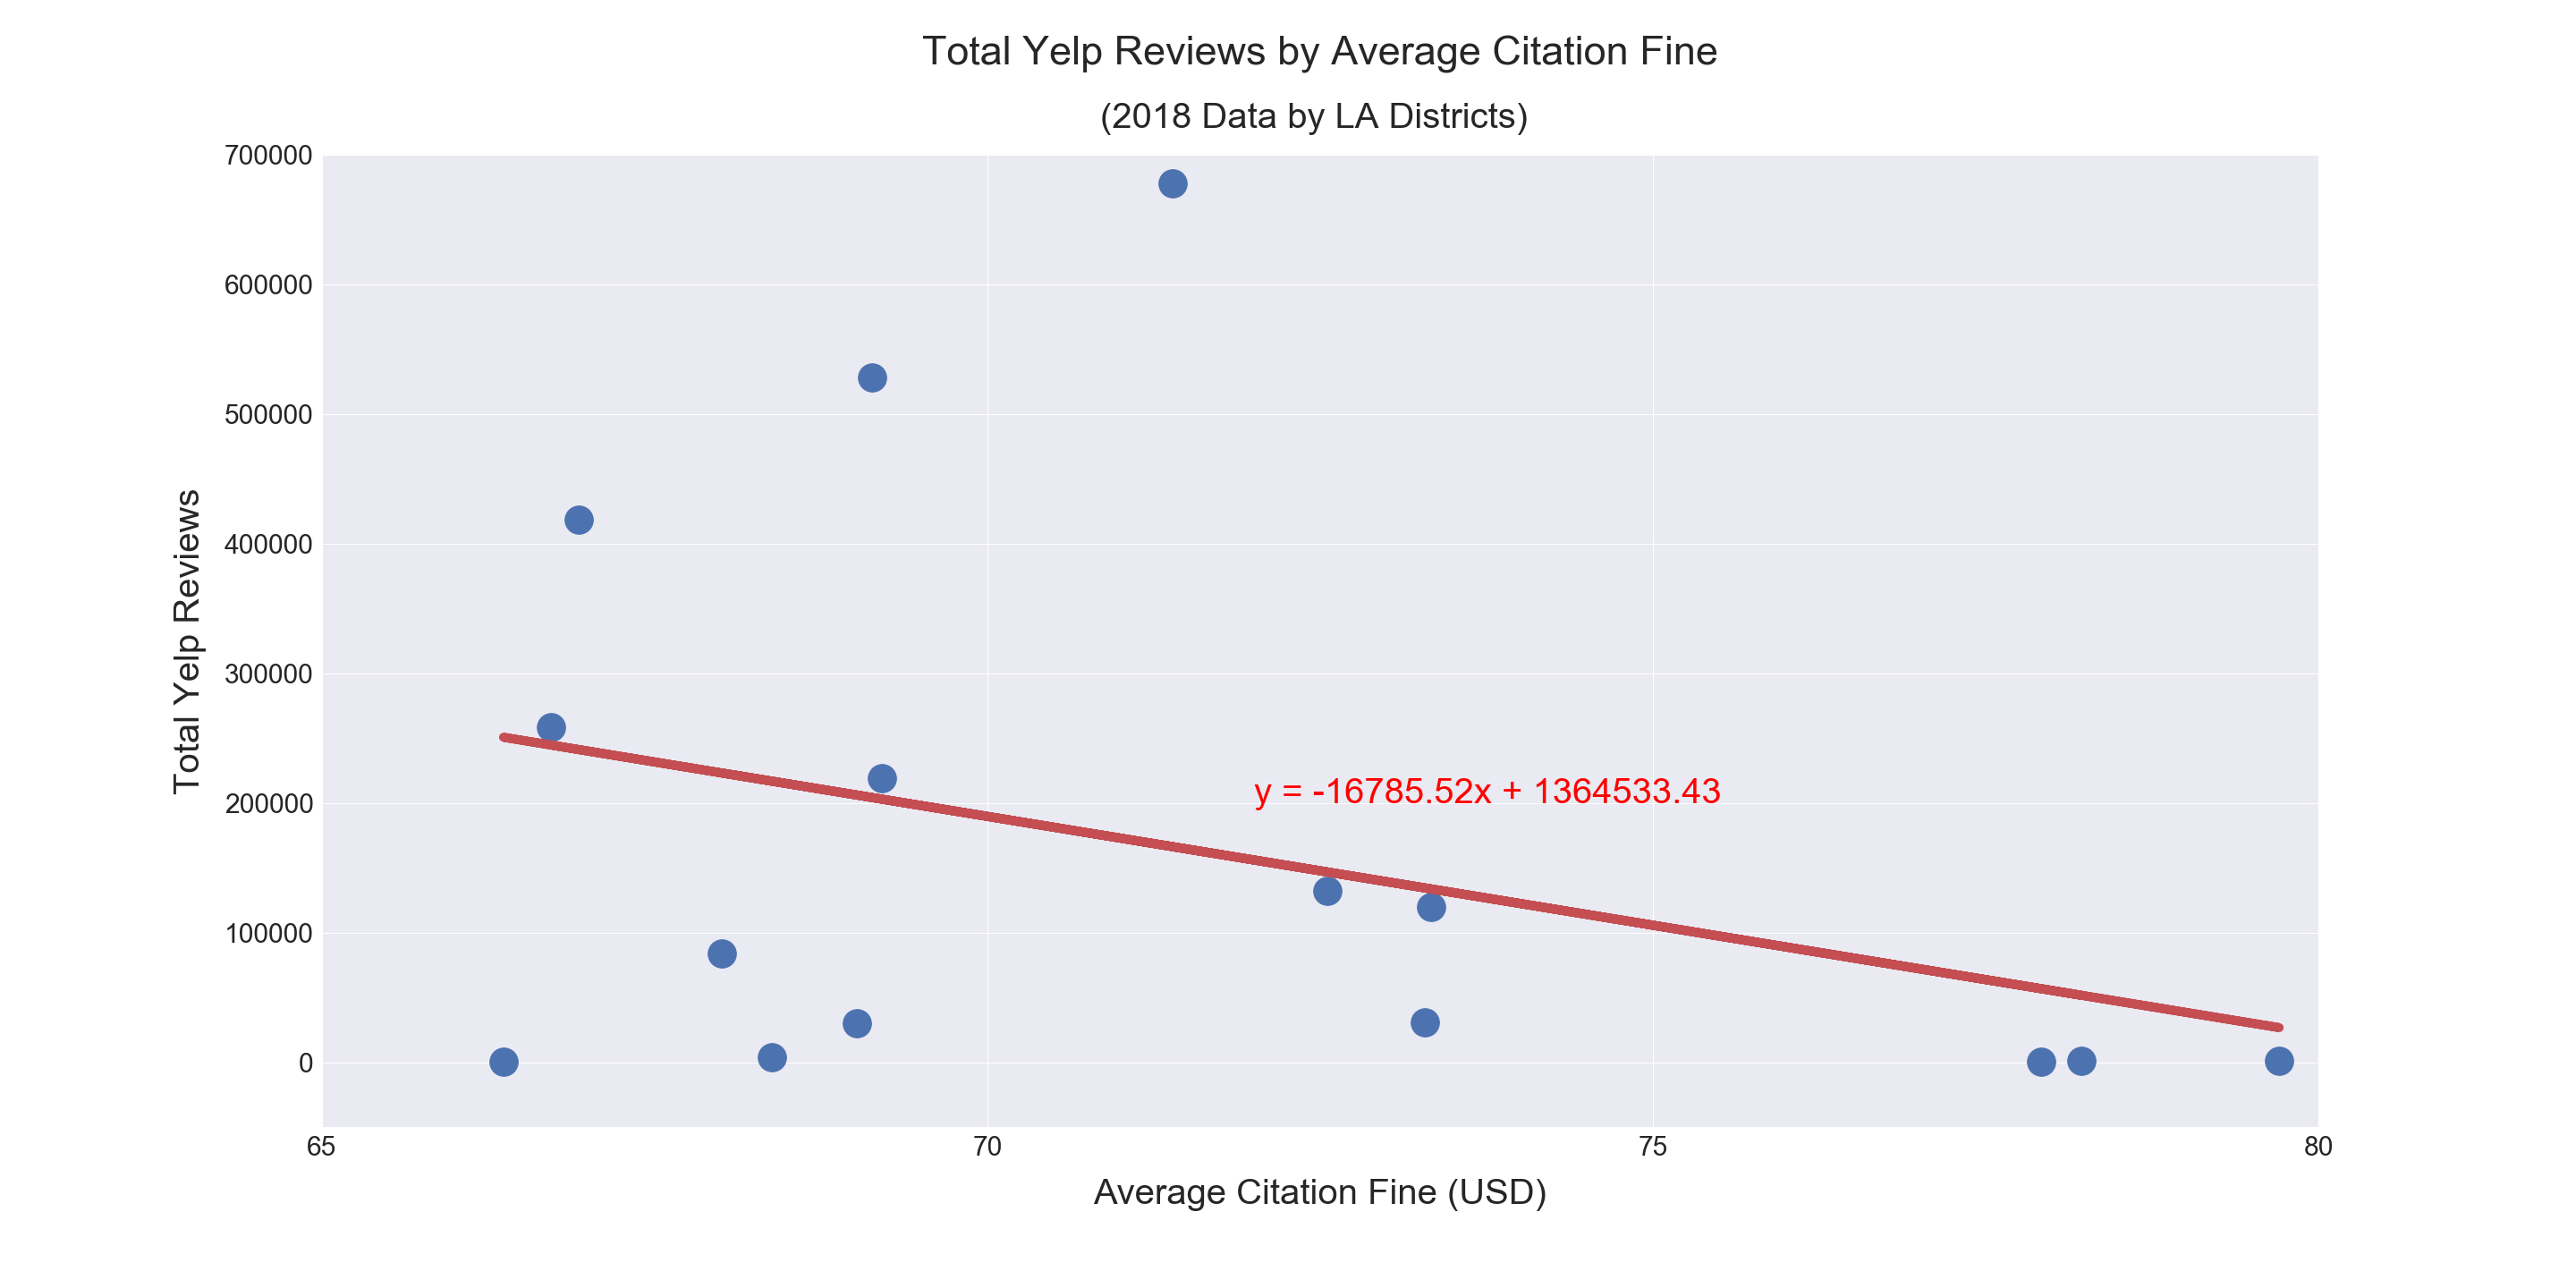 Total Yelp Reviews by Average Citation Fine
(2018 Data by LA Districts)
700000
600000
500000
400000
300000
200000
100000
0
Total Yelp Reviews
y = -16785.52x + 1364533.43
65
70
75
80
Average Citation Fine (USD)